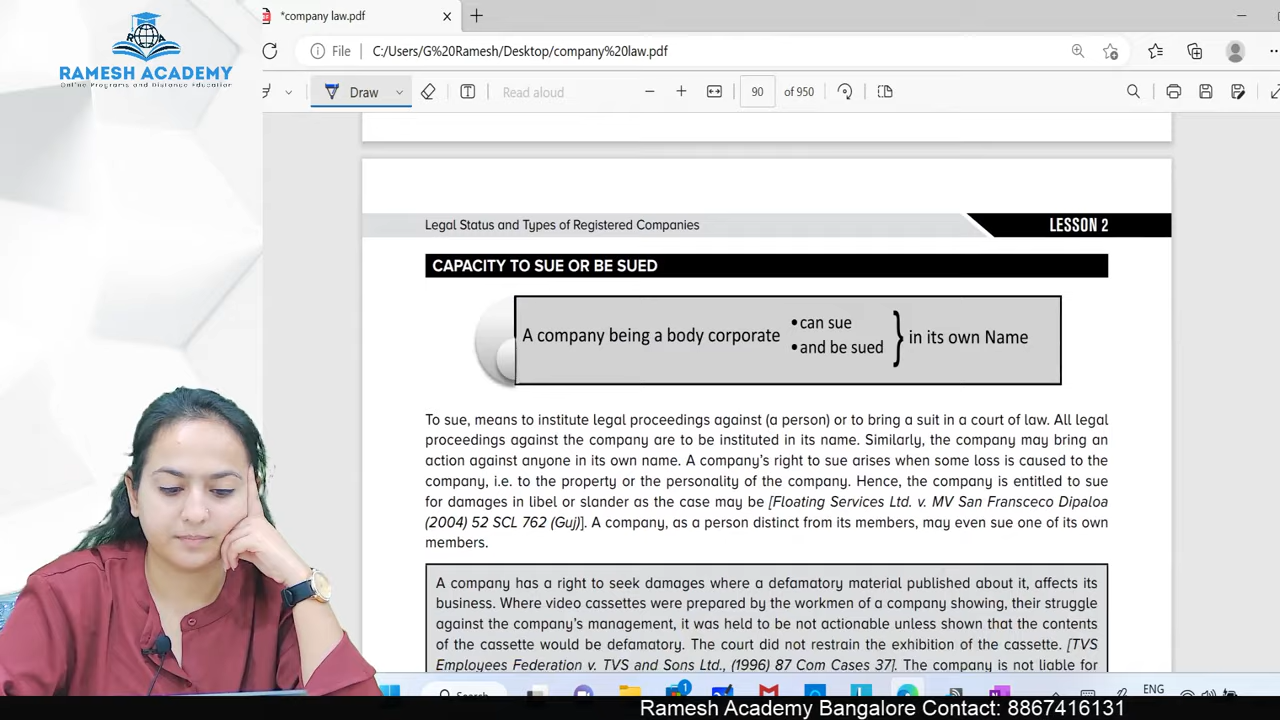 *company law.pdf
RAMESH ACADEMY
Online Programs and Distance Education
File C:/Users/G%20Ramesh/Desktop/company%20law.pdf
Draw Read aloud 90 of 950
Legal Status and Types of Registered Companies LESSON 2
CAPACITY TO SUE OR BE SUED
A company being a body corporate • can sue • and be sued } in its own Name
To sue, means to institute legal proceedings against (a person) or to bring a suit in a court of law. All legal
proceedings against the company are to be instituted in its name. Similarly, the company may bring an
action against anyone in its own name. A company's right to sue arises when some loss is caused to the
company, i.e. to the property or the personality of the company. Hence, the company is entitled to sue
for damages in libel or slander as the case may be [Floating Services Ltd. v. MV San Fransceco Dipaloa
(2004) 52 SCL 762 (Guj)]. A company, as a person distinct from its members, may even sue one of its own
members.
A company has a right to seek damages where a defamatory material published about it, affects its
business. Where video cassettes were prepared by the workmen of a company showing, their struggle
against the company's management, it was held to be not actionable unless shown that the contents
of the cassette would be defamatory. The court did not restrain the exhibition of the cassette. [TVS
Employees Federation v. TVS and Sons Ltd., (1996) 87 Com Cases 37]. The company is not liable for
Search 1 ENG
Ramesh Academy Bangalore Contact: 8867416131